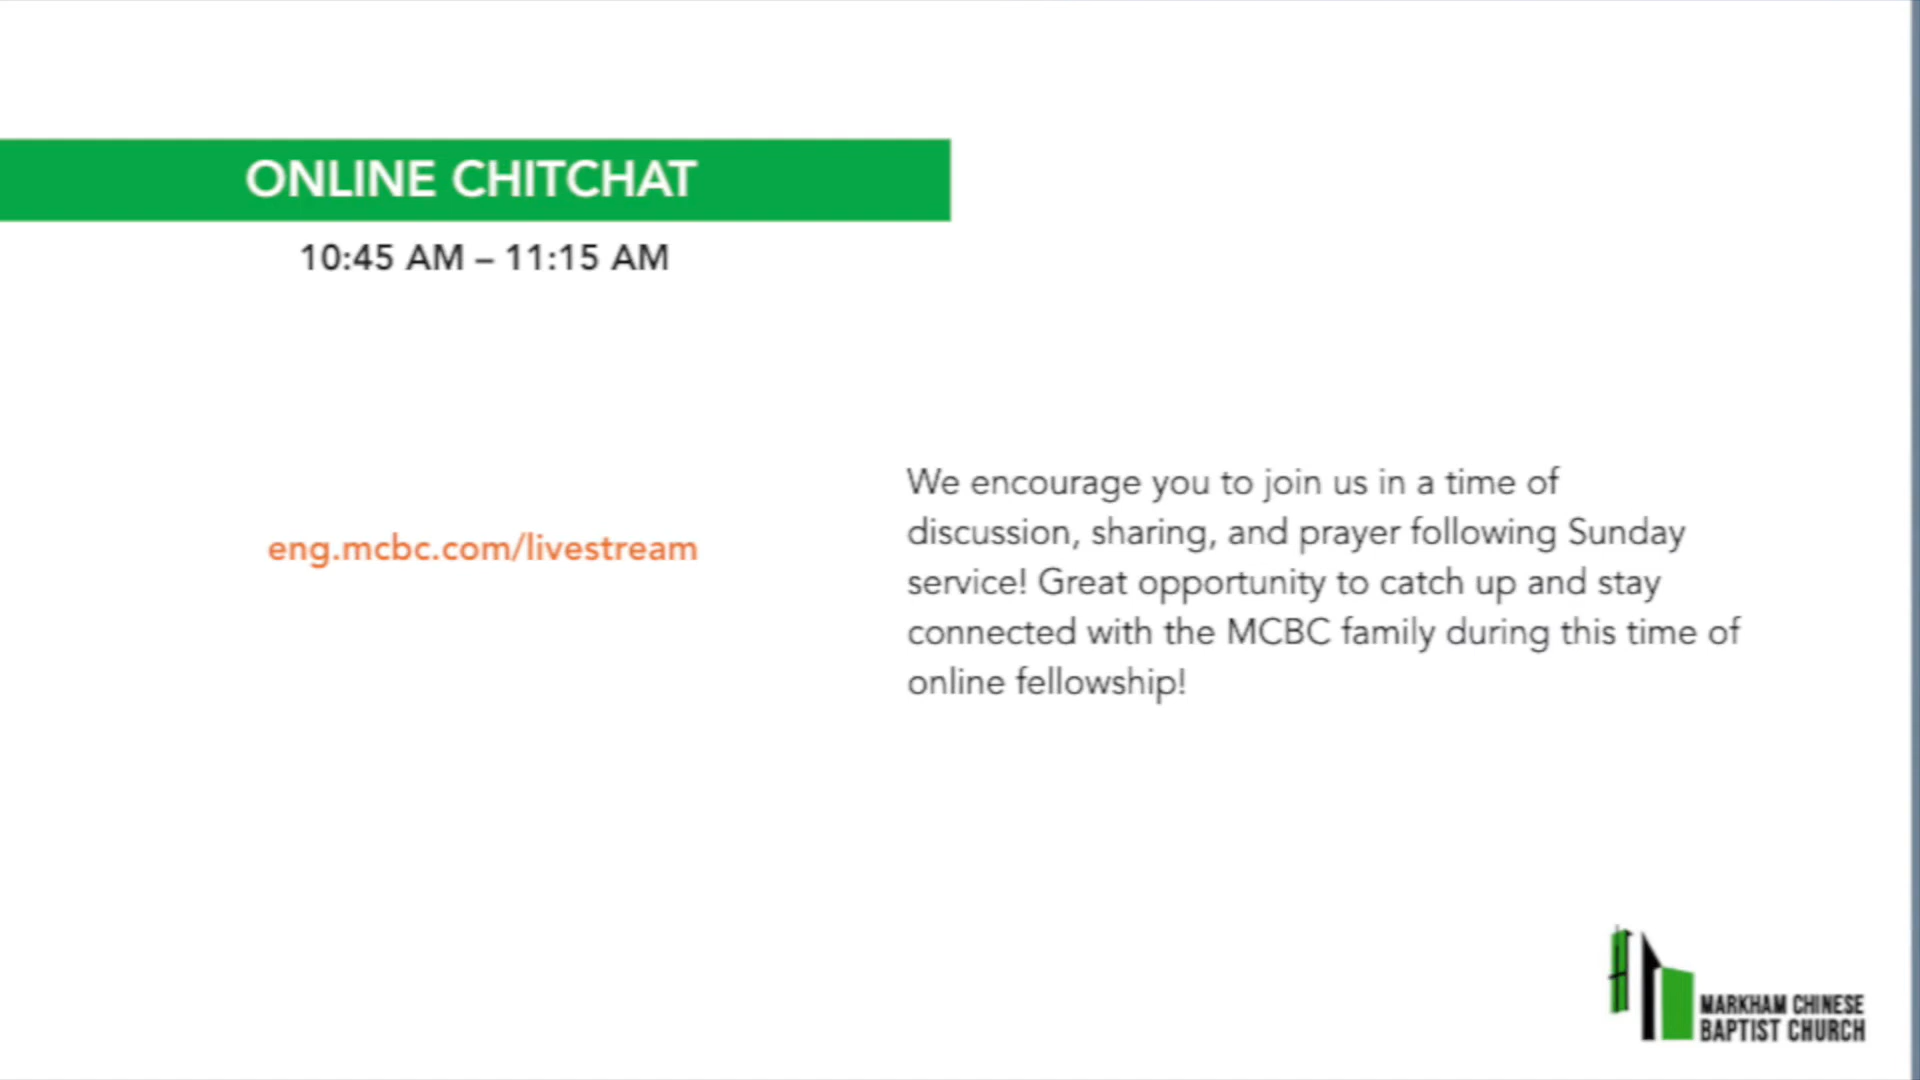 ONLINE CHITCHAT
10:45 AM – 11:15 AM
eng.mcbc.com/livestream
We encourage you to join us in a time of
discussion, sharing, and prayer following Sunday
service! Great opportunity to catch up and stay
connected with the MCBC family during this time of
online fellowship!
MARKHAM CHINESE
BAPTIST CHURCH